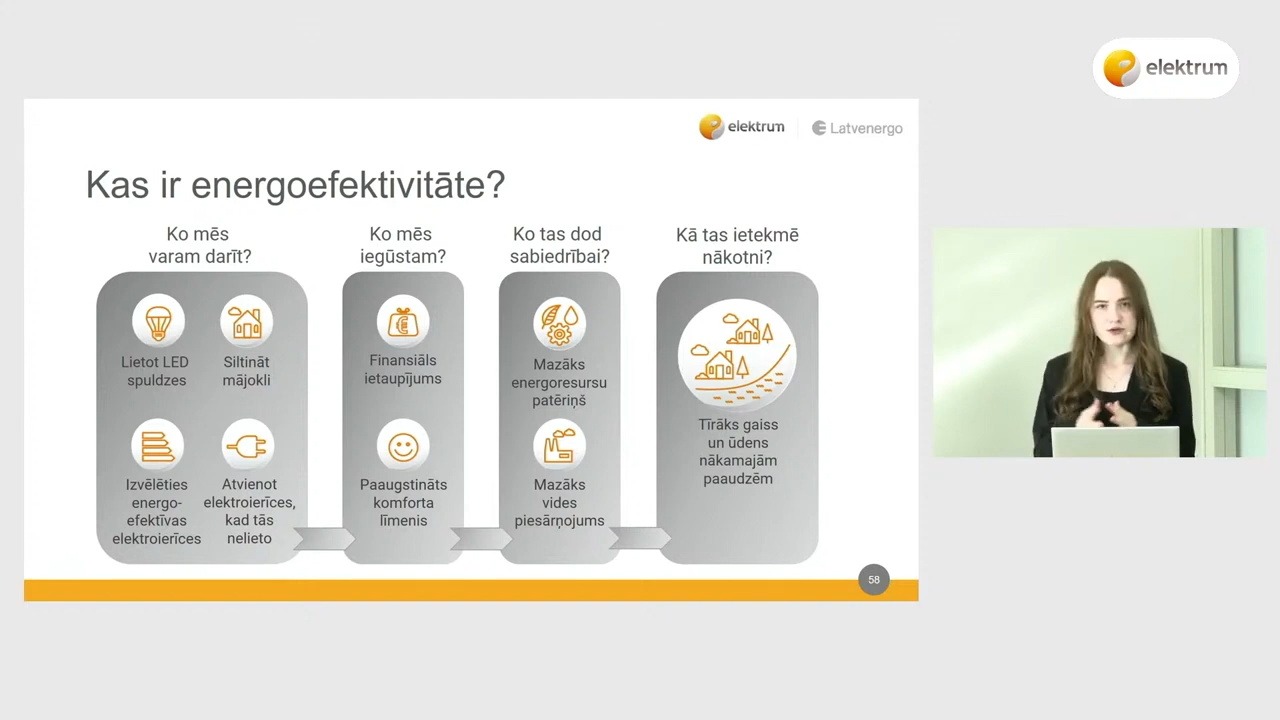 elektrum
elektrum
Latvenergo
Kas ir energoefektivitāte?
Ko mēs
varam darīt?
Lietot LED
spuldzes
Siltināt
mājokli
Izvēlēties
energo-
efektīvas
elektroierīces
Atvienot
elektroierīces,
kad tās
nelieto
Ko mēs
iegūstam?
Finansiāls
ietaupījums
Paaugstināts
komforta
līmenis
Ko tas dod
sabiedrībai?
Mazāks
energoresursu
patēriņš
Mazāks
vides
piesārņojums
Kā tas ietekmē
nākotni?
Tīrāks gaiss
un ūdens
nākamajām
paaudzēm
58